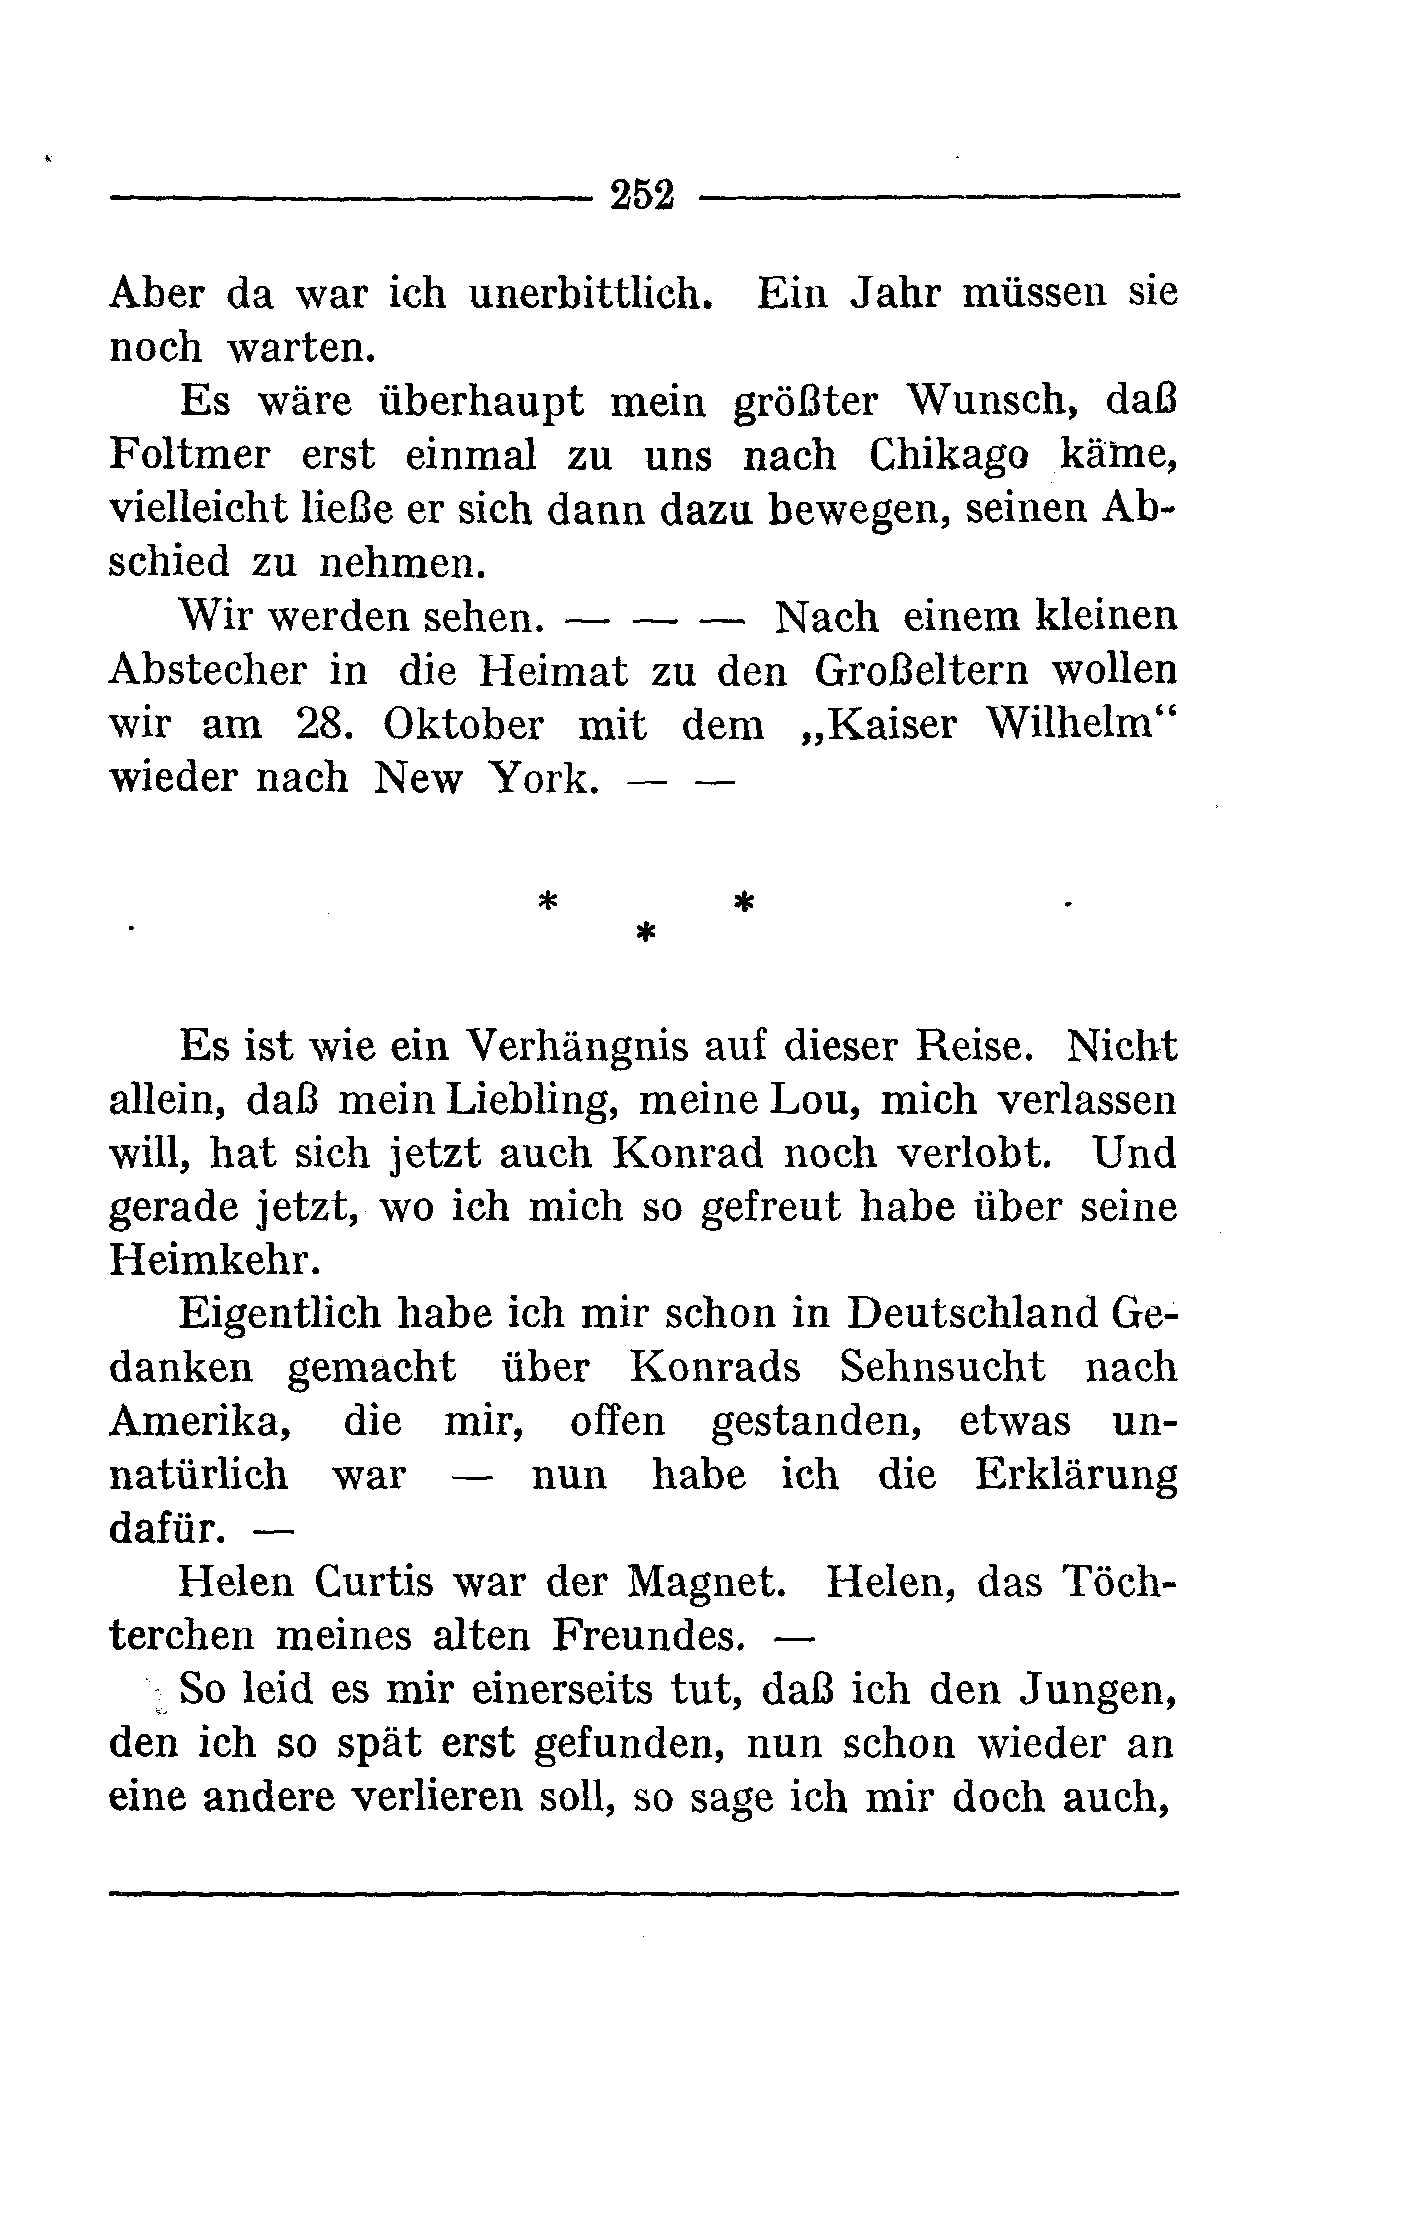 252
Aber da war ich unerbittlich. Ein Jahr müssen sie
noch warten.
Es wäre überhaupt mein größter Wunsch, daß
Foltmer erst einmal zu uns nach Chikago käme,
vielleicht ließe er sich dann dazu bewegen, seinen Ab-
schied zu nehmen.
Wir werden sehen. — — — Nach einem kleinen
Abstecher in die Heimat zu den Großeltern wollen
wir am 28. Oktober mit dem „Kaiser Wilhelm“
wieder nach New York. — —
* *
*
Es ist wie ein Verhängnis auf dieser Reise. Nicht
allein, daß mein Liebling, meine Lou, mich verlassen
will, hat sich jetzt auch Konrad noch verlobt. Und
gerade jetzt, wo ich mich so gefreut habe über seine
Heimkehr.
Eigentlich habe ich mir schon in Deutschland Ge-
danken gemacht über Konrads Sehnsucht nach
Amerika, die mir, offen gestanden, etwas un-
natürlich war — nun habe ich die Erklärung
dafür. —
Helen Curtis war der Magnet. Helen, das Töch-
terchen meines alten Freundes. —
So leid es mir einerseits tut, daß ich den Jungen,
den ich so spät erst gefunden, nun schon wieder an
eine andere verlieren soll, so sage ich mir doch auch,